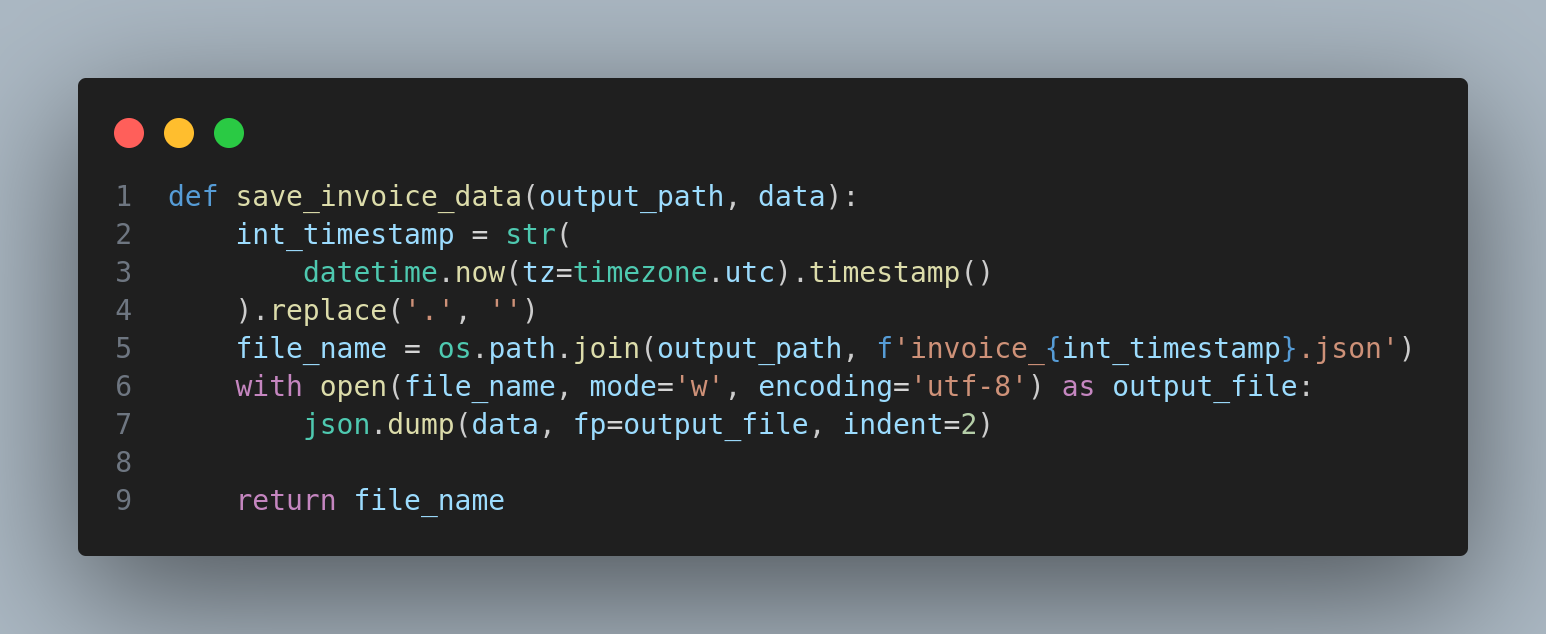 1 def save_invoice_data(output_path, data):
2     int_timestamp = str(
3         datetime.now(tz=timezone.utc).timestamp()
4     ).replace('.', '')
5     file_name = os.path.join(output_path, f'invoice_{int_timestamp}.json')
6     with open(file_name, mode='w', encoding='utf-8') as output_file:
7         json.dump(data, fp=output_file, indent=2)
8
9     return file_name